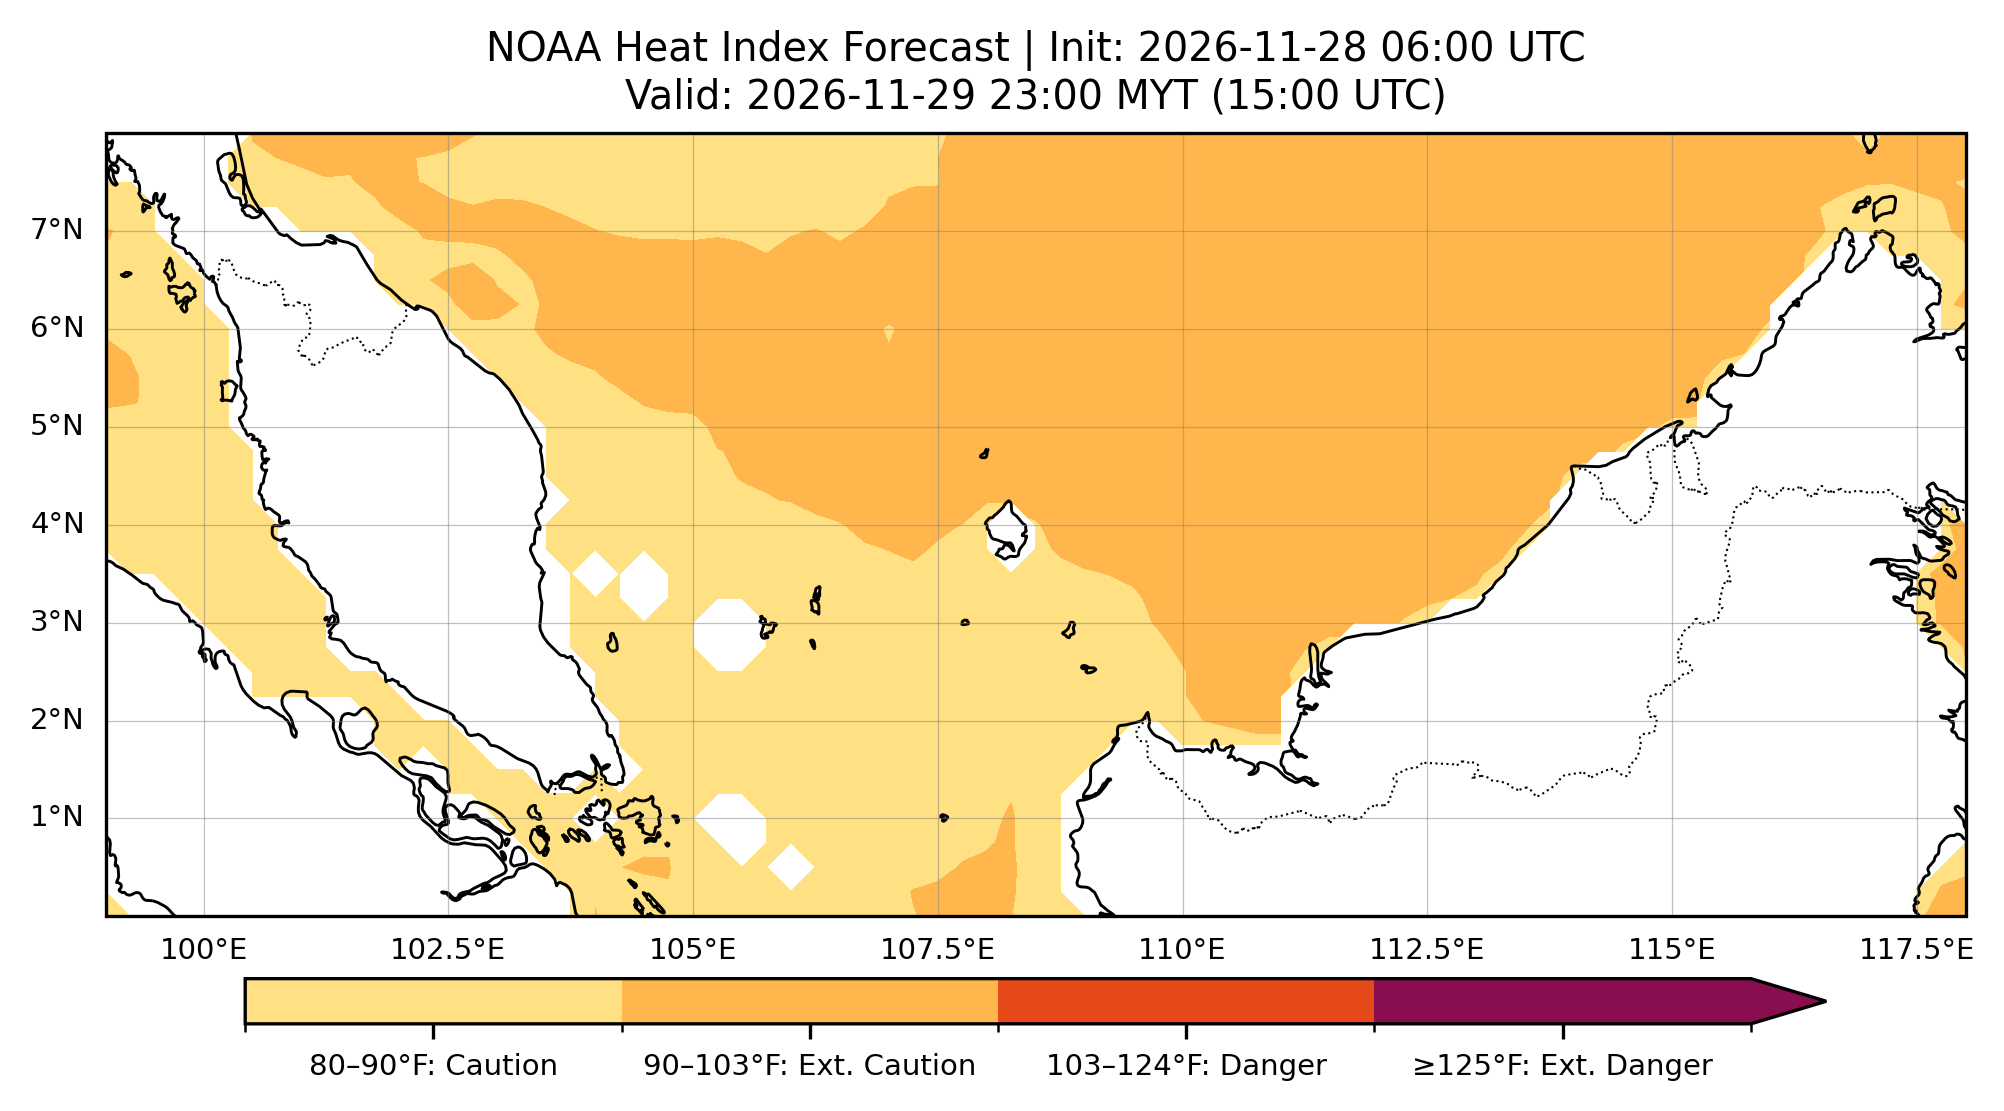 NOAA Heat Index Forecast | Init: 2026-11-28 06:00 UTC
Valid: 2026-11-29 23:00 MYT (15:00 UTC)
7°N
6°N
5°N
4°N
3°N
2°N
1°N
100°E 102.5°E 105°E 107.5°E 110°E 112.5°E 115°E 117.5°E
80–90°F: Caution 90–103°F: Ext. Caution 103–124°F: Danger ≥125°F: Ext. Danger